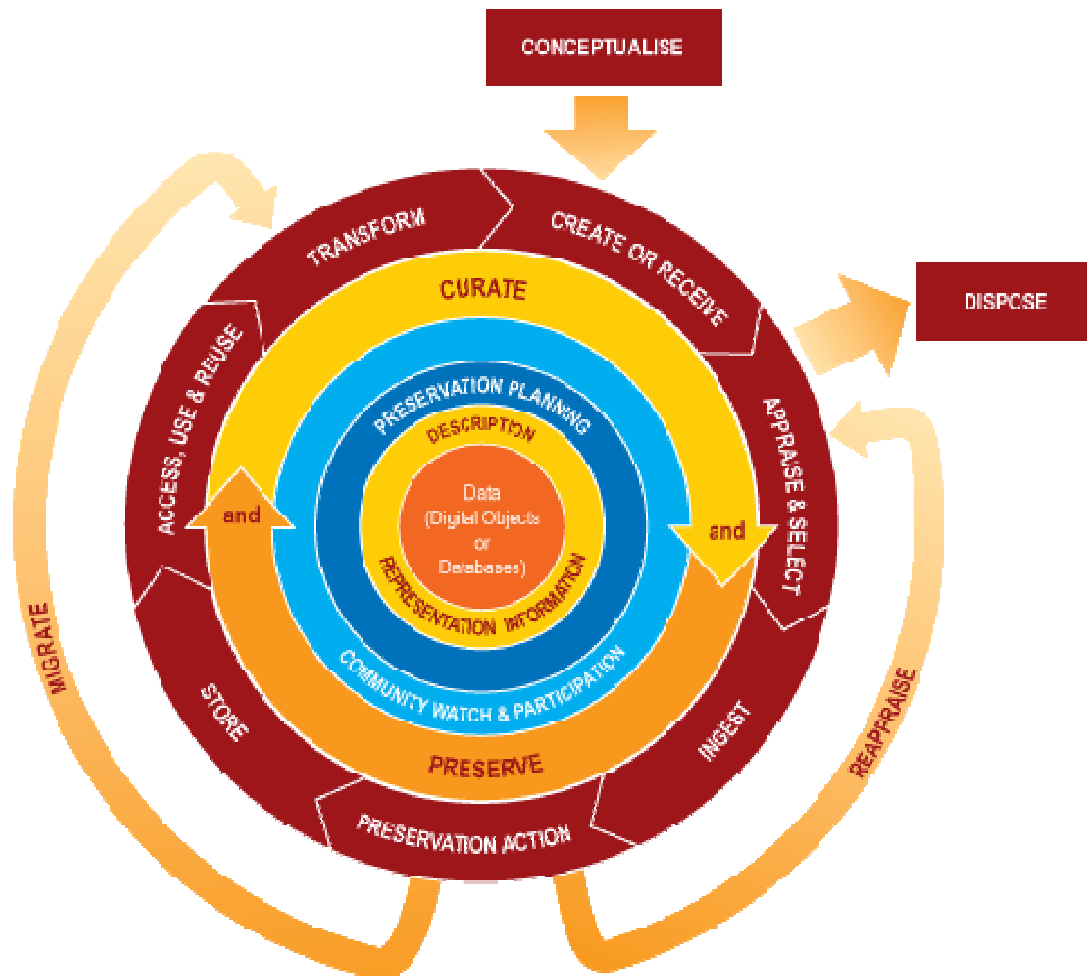 CONCEPTUALISE
TRANSFORM
CREATE OR RECEIVE
DISPOSE
CURATE
ACCESS, USE & REUSE
APPRAISE & SELECT
PRESERVATION PLANNING
DESCRIPTION
and
Data
(Digital Objects
or
Databases)
and
REPRESENTATION INFORMATION
COMMUNITY WATCH & PARTICIPATION
MIGRATE
STORE
INGEST
REAPPRAISE
PRESERVE
PRESERVATION ACTION